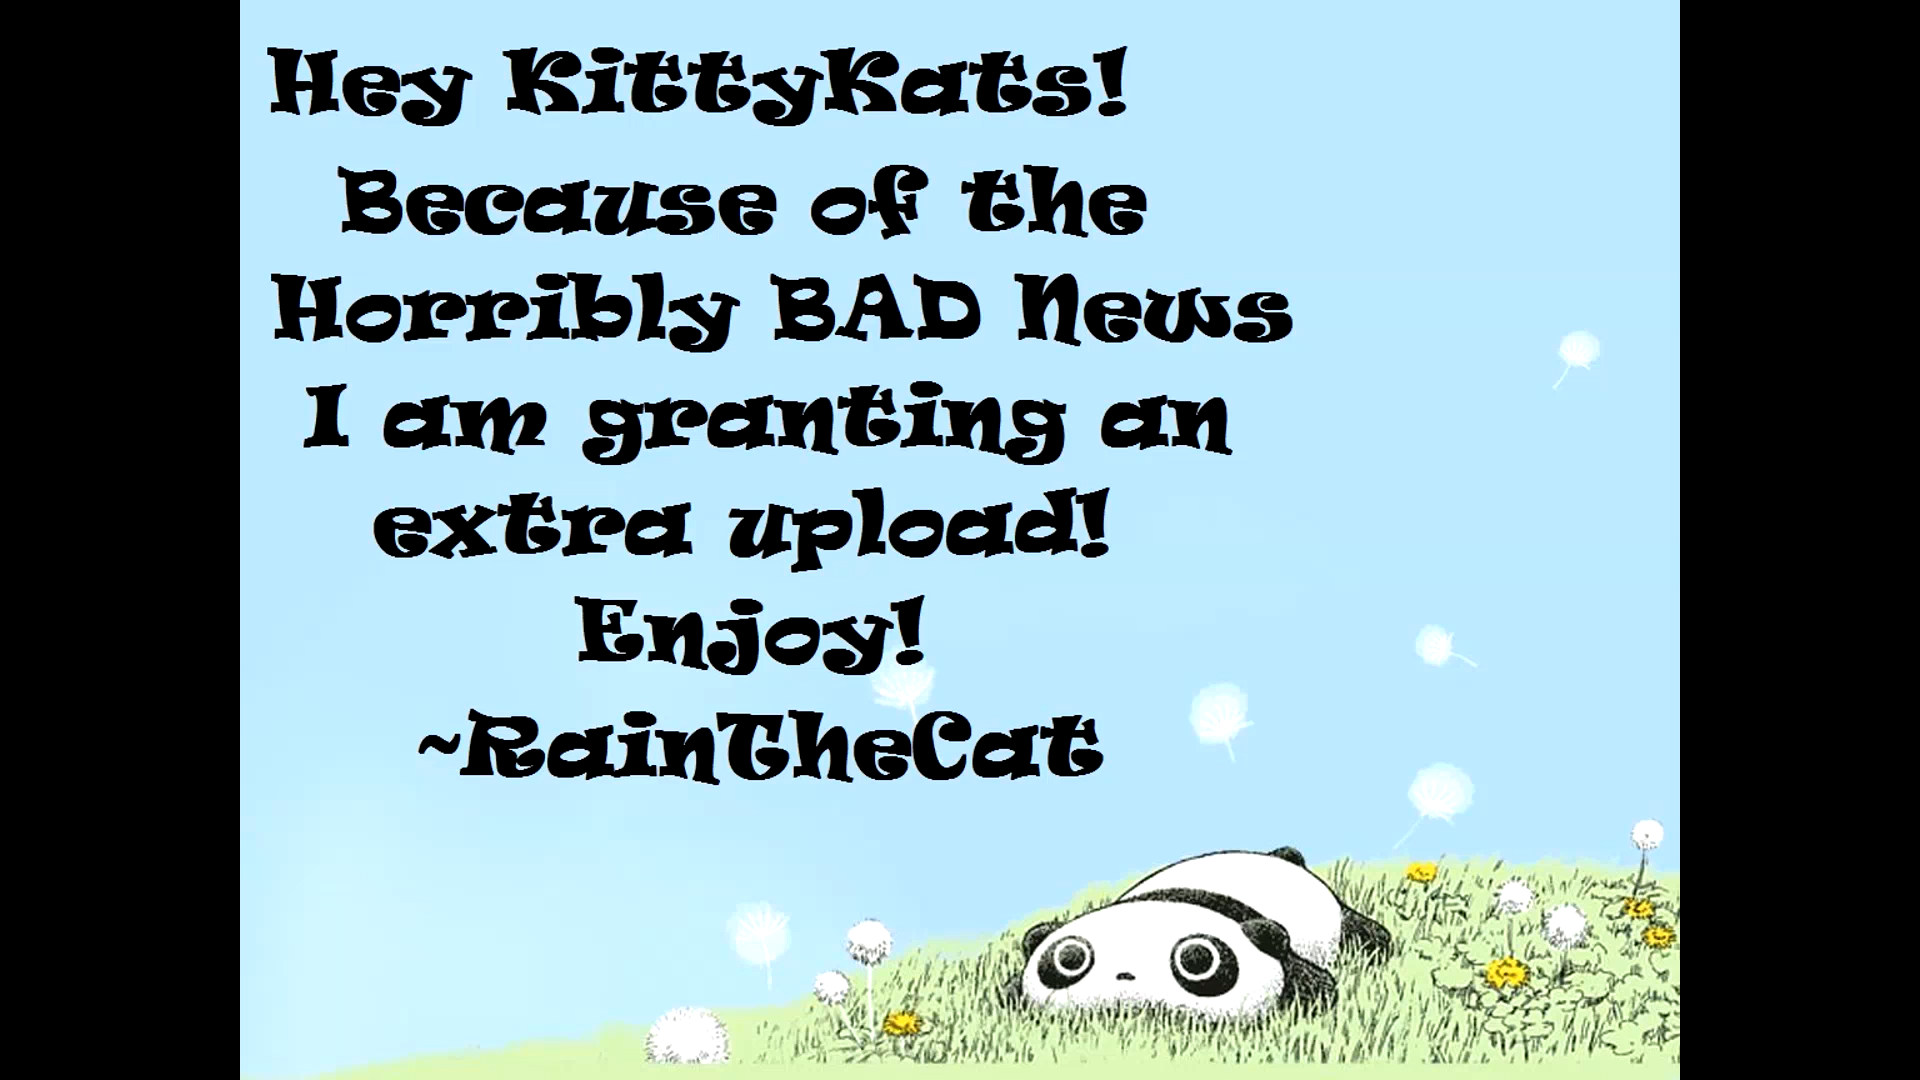 Hey KittyKats!
Because of the
Horribly BAD News
I am granting an
extra upload!
Enjoy!
~RainTheCat